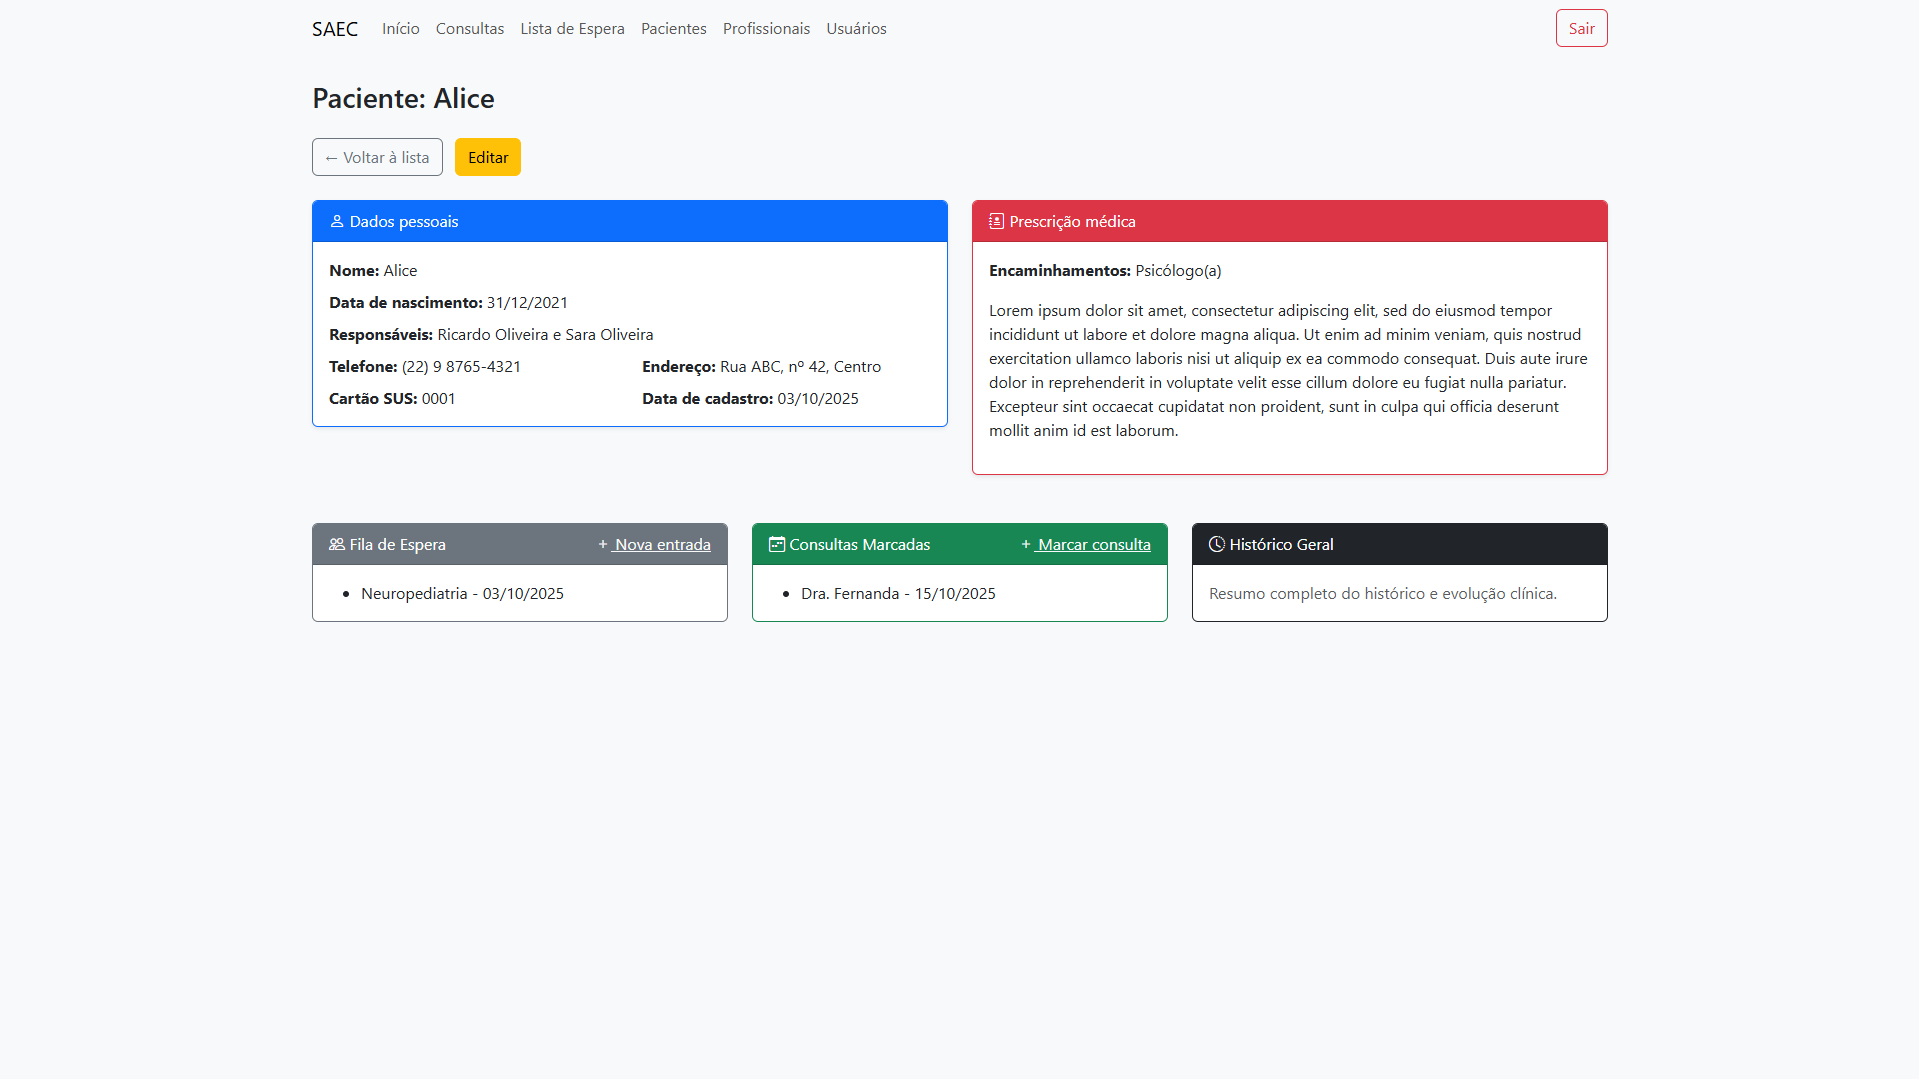 SAEC Início Consultas Lista de Espera Pacientes Profissionais Usuários Sair
Paciente: Alice
← Voltar à lista Editar
Dados pessoais
Nome: Alice
Data de nascimento: 31/12/2021
Responsáveis: Ricardo Oliveira e Sara Oliveira
Telefone: (22) 9 8765-4321 Endereço: Rua ABC, nº 42, Centro
Cartão SUS: 0001 Data de cadastro: 03/10/2025
Prescrição médica
Encaminhamentos: Psicólogo(a)
Lorem ipsum dolor sit amet, consectetur adipiscing elit, sed do eiusmod tempor
incididunt ut labore et dolore magna aliqua. Ut enim ad minim veniam, quis nostrud
exercitation ullamco laboris nisi ut aliquip ex ea commodo consequat. Duis aute irure
dolor in reprehenderit in voluptate velit esse cillum dolore eu fugiat nulla pariatur.
Excepteur sint occaecat cupidatat non proident, sunt in culpa qui officia deserunt
mollit anim id est laborum.
Fila de Espera + Nova entrada
• Neuropediatria - 03/10/2025
Consultas Marcadas + Marcar consulta
• Dra. Fernanda - 15/10/2025
Histórico Geral
Resumo completo do histórico e evolução clínica.